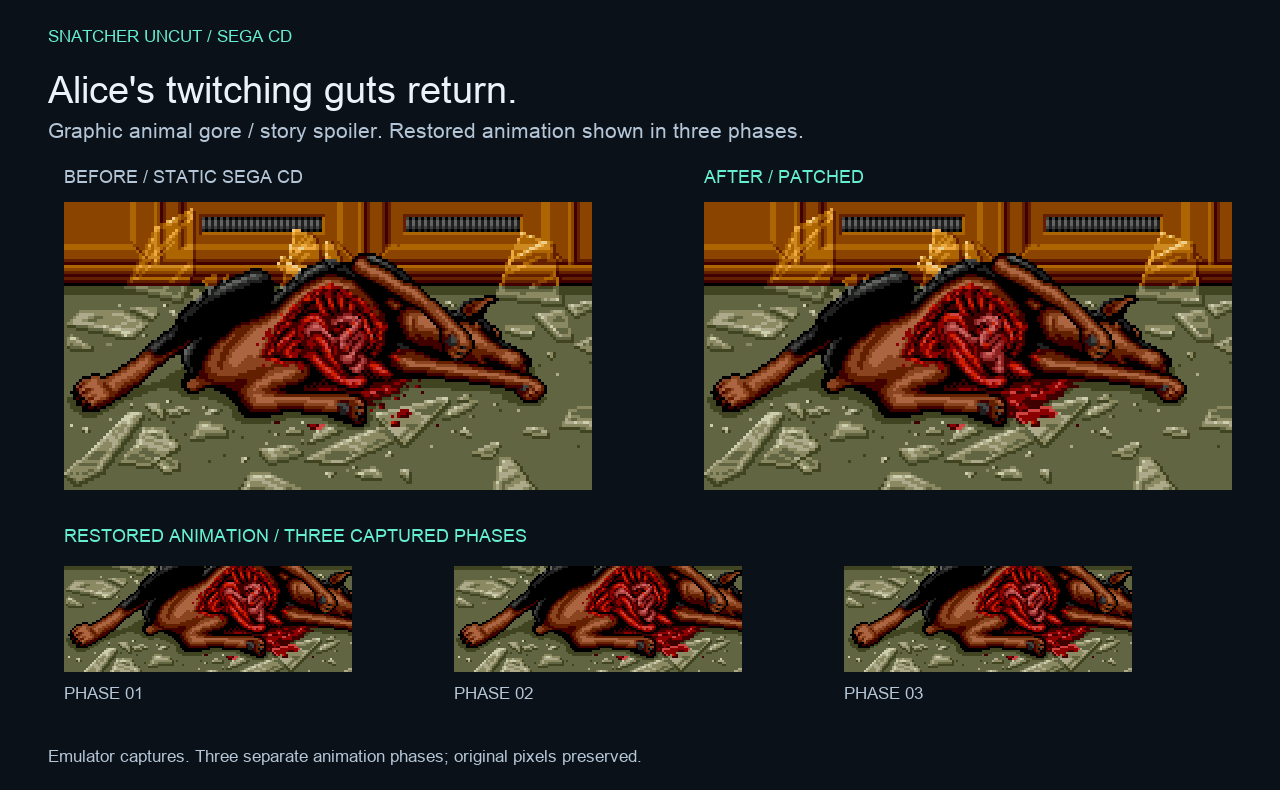 SNATCHER UNCUT / SEGA CD
Alice's twitching guts return.
Graphic animal gore / story spoiler. Restored animation shown in three phases.
BEFORE / STATIC SEGA CD
AFTER / PATCHED
RESTORED ANIMATION / THREE CAPTURED PHASES
PHASE 01
PHASE 02
PHASE 03
Emulator captures. Three separate animation phases; original pixels preserved.